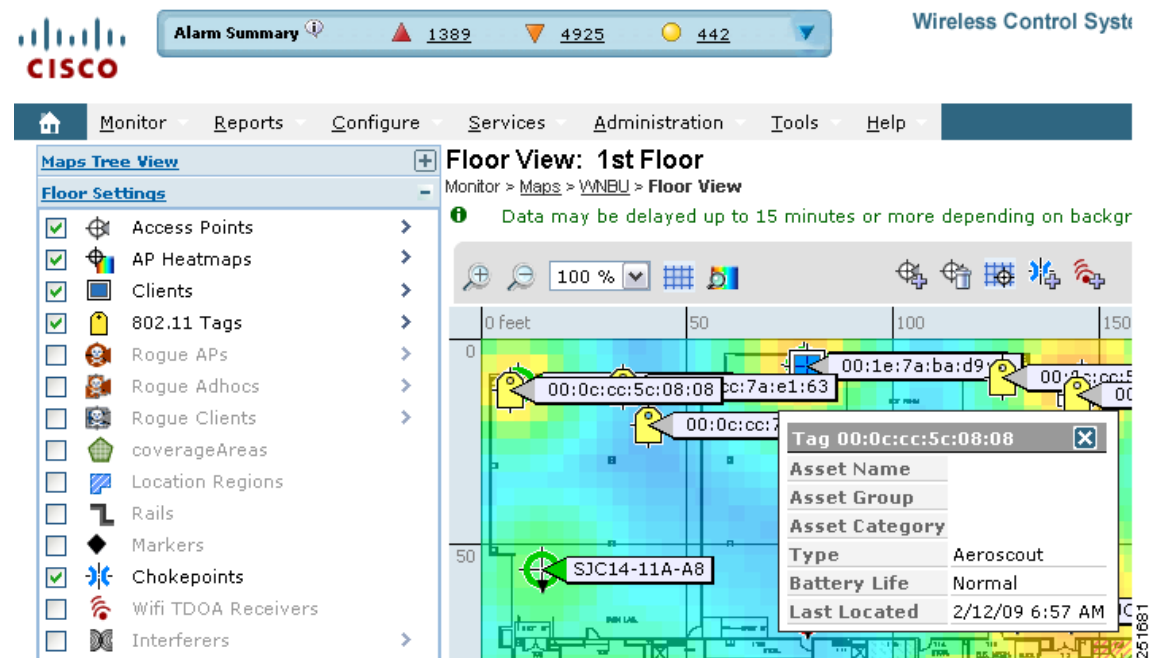 Alarm Summary 1389 4925 442
Wireless Control Syste
CISCO
Monitor Reports Configure Services Administration Tools Help
Maps Tree View
Floor Settings
Access Points
AP Heatmaps
Clients
802.11 Tags
Rogue APs
Rogue Adhocs
Rogue Clients
coverageAreas
Location Regions
Rails
Markers
Chokepoints
Wifi TDOA Receivers
Interferers
Floor View: 1st Floor
Monitor > Maps > WNBU > Floor View
Data may be delayed up to 15 minutes or more depending on backgr
100 %
0 feet 50 100 150
0
50
00:0c:cc:5c:08:08
cc:7a:e1:63
00:1e:7a:ba:d9
00:0c:cc:7
SJC14-11A-A8
Tag 00:0c:cc:5c:08:08
Asset Name
Asset Group
Asset Category
Type Aeroscout
Battery Life Normal
Last Located 2/12/09 6:57 AM
251681